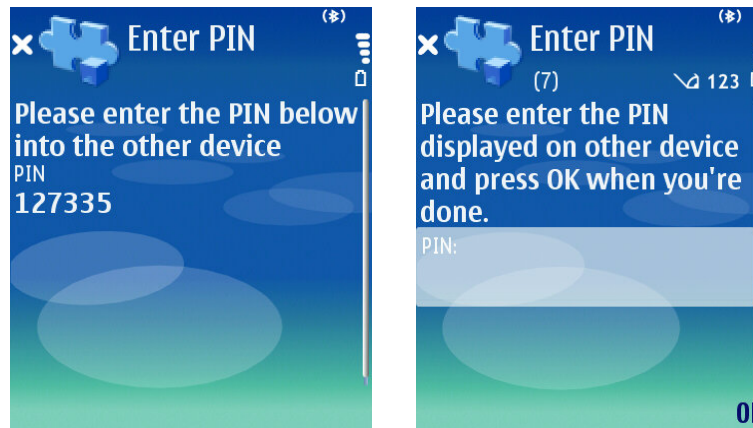 Enter PIN
Please enter the PIN below
into the other device
PIN
127335
Enter PIN
(7)
123
Please enter the PIN
displayed on other device
and press OK when you're
done.
PIN: